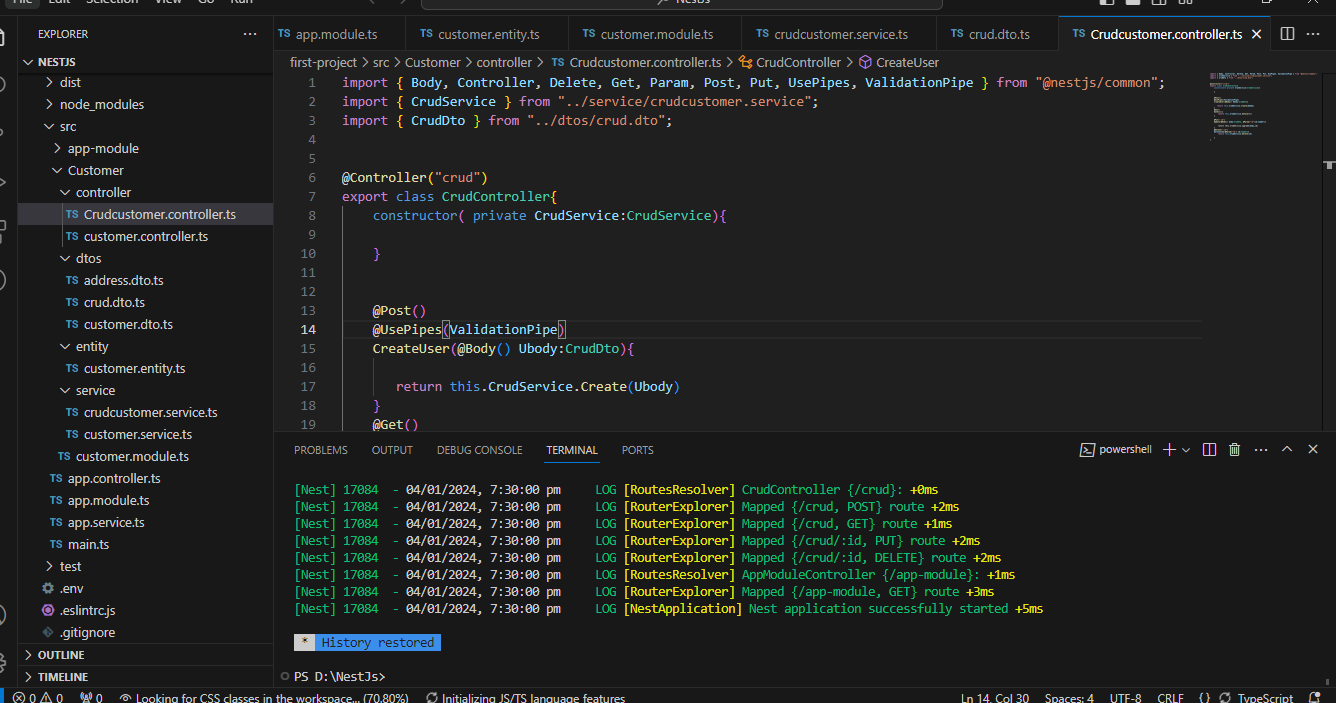 File Edit Selection View Go Run NestJs
EXPLORER ...
NESTJS
dist
node_modules
src
app-module
Customer
controller
TS Crudcustomer.controller.ts
TS customer.controller.ts
dtos
TS address.dto.ts
TS crud.dto.ts
TS customer.dto.ts
entity
TS customer.entity.ts
service
TS crudcustomer.service.ts
TS customer.service.ts
TS customer.module.ts
TS app.controller.ts
TS app.module.ts
TS app.service.ts
TS main.ts
test
.env
.eslintrc.js
.gitignore
OUTLINE
TIMELINE
TS app.module.ts TS customer.entity.ts TS customer.module.ts TS crudcustomer.service.ts TS crud.dto.ts TS Crudcustomer.controller.ts
first-project > src > Customer > controller > TS Crudcustomer.controller.ts > CrudController > CreateUser
1 import { Body, Controller, Delete, Get, Param, Post, Put, UsePipes, ValidationPipe } from "@nestjs/common";
2 import { CrudService } from "../service/crudcustomer.service";
3 import { CrudDto } from "../dtos/crud.dto";
4
5
6 @Controller("crud")
7 export class CrudController{
8 constructor( private CrudService:CrudService){
9
10 }
11
12
13 @Post()
14 @UsePipes(ValidationPipe)
15 CreateUser(@Body() Ubody:CrudDto){
16
17 return this.CrudService.Create(Ubody)
18 }
19 @Get()
PROBLEMS OUTPUT DEBUG CONSOLE TERMINAL PORTS powershell
[Nest] 17084 - 04/01/2024, 7:30:00 pm LOG [RoutesResolver] CrudController {/crud}: +0ms
[Nest] 17084 - 04/01/2024, 7:30:00 pm LOG [RouterExplorer] Mapped {/crud, POST} route +2ms
[Nest] 17084 - 04/01/2024, 7:30:00 pm LOG [RouterExplorer] Mapped {/crud, GET} route +1ms
[Nest] 17084 - 04/01/2024, 7:30:00 pm LOG [RouterExplorer] Mapped {/crud/:id, PUT} route +2ms
[Nest] 17084 - 04/01/2024, 7:30:00 pm LOG [RouterExplorer] Mapped {/crud/:id, DELETE} route +2ms
[Nest] 17084 - 04/01/2024, 7:30:00 pm LOG [RoutesResolver] AppModuleController {/app-module}: +1ms
[Nest] 17084 - 04/01/2024, 7:30:00 pm LOG [RouterExplorer] Mapped {/app-module, GET} route +3ms
[Nest] 17084 - 04/01/2024, 7:30:00 pm LOG [NestApplication] Nest application successfully started +5ms
* History restored
PS D:\NestJs>
0 0 0 Looking for CSS classes in the workspace... (70.80%) Initializing JS/TS language features Ln 14, Col 30 Spaces: 4 UTF-8 CRLF {} TypeScript